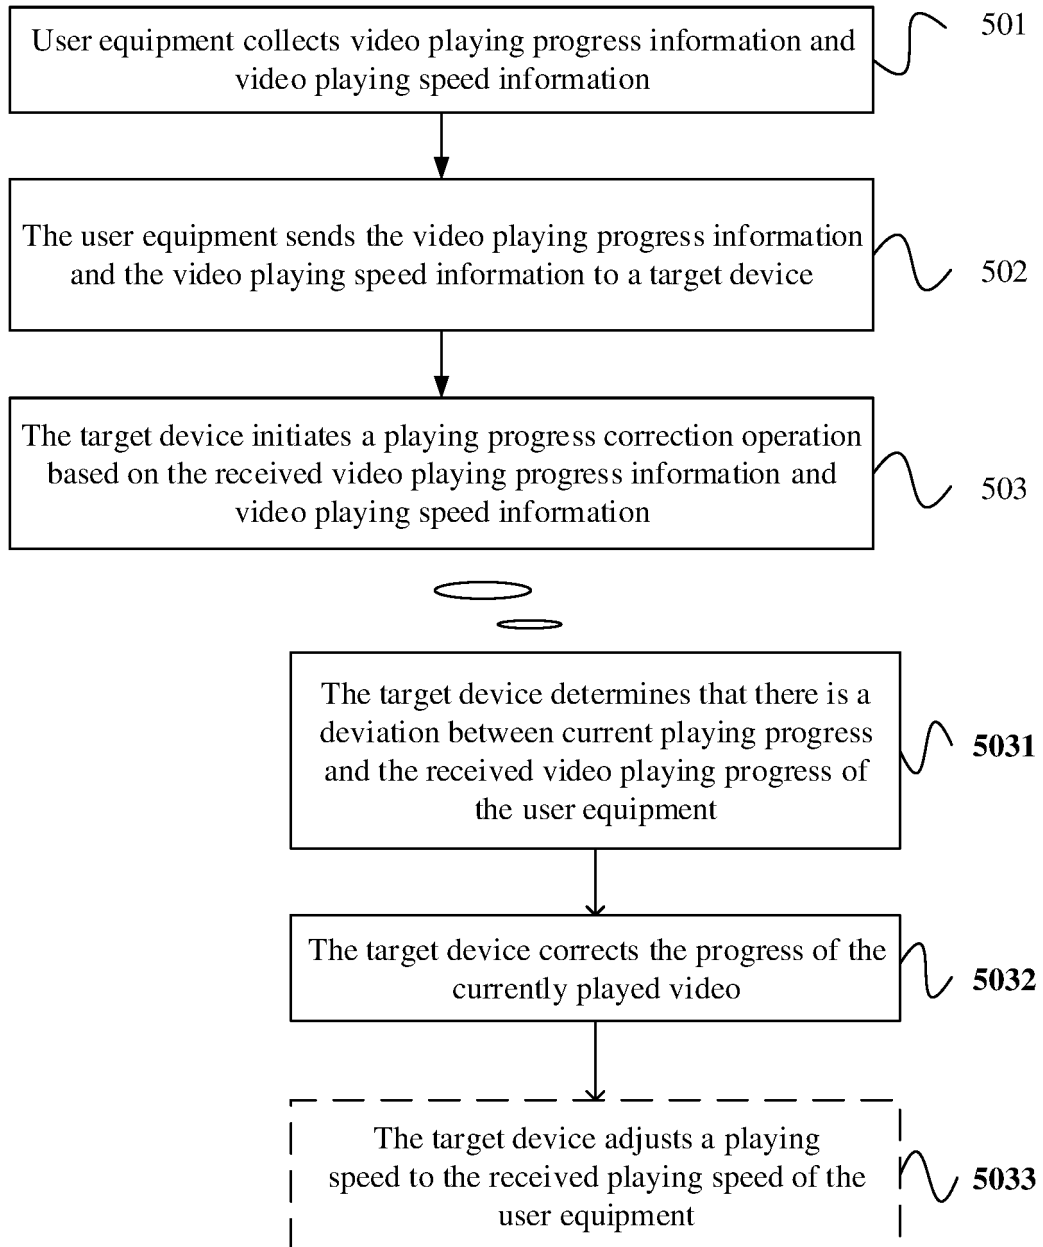 User equipment collects video playing progress information and
video playing speed information
501
The user equipment sends the video playing progress information
and the video playing speed information to a target device
502
The target device initiates a playing progress correction operation
based on the received video playing progress information and
video playing speed information
503
The target device determines that there is a
deviation between current playing progress
and the received video playing progress of
the user equipment
5031
The target device corrects the progress of the
currently played video
5032
The target device adjusts a playing
speed to the received playing speed of the
user equipment
5033